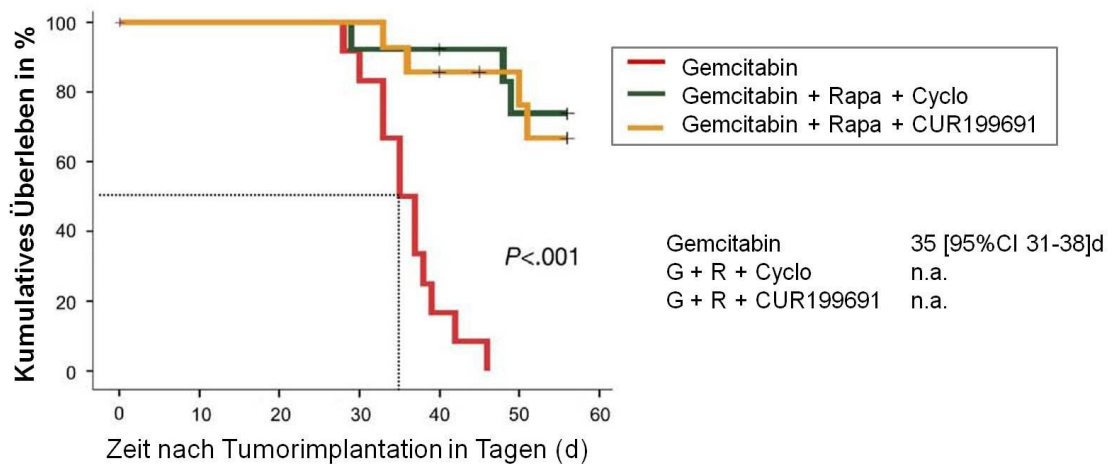 Kumulatives Überleben in %
100
80
60
40
20
0
0 10 20 30 40 50 60
Zeit nach Tumorimplantation in Tagen (d)
P<.001
Gemcitabin
Gemcitabin + Rapa + Cyclo
Gemcitabin + Rapa + CUR199691
Gemcitabin 35 [95%CI 31-38]d
G + R + Cyclo n.a.
G + R + CUR199691 n.a.